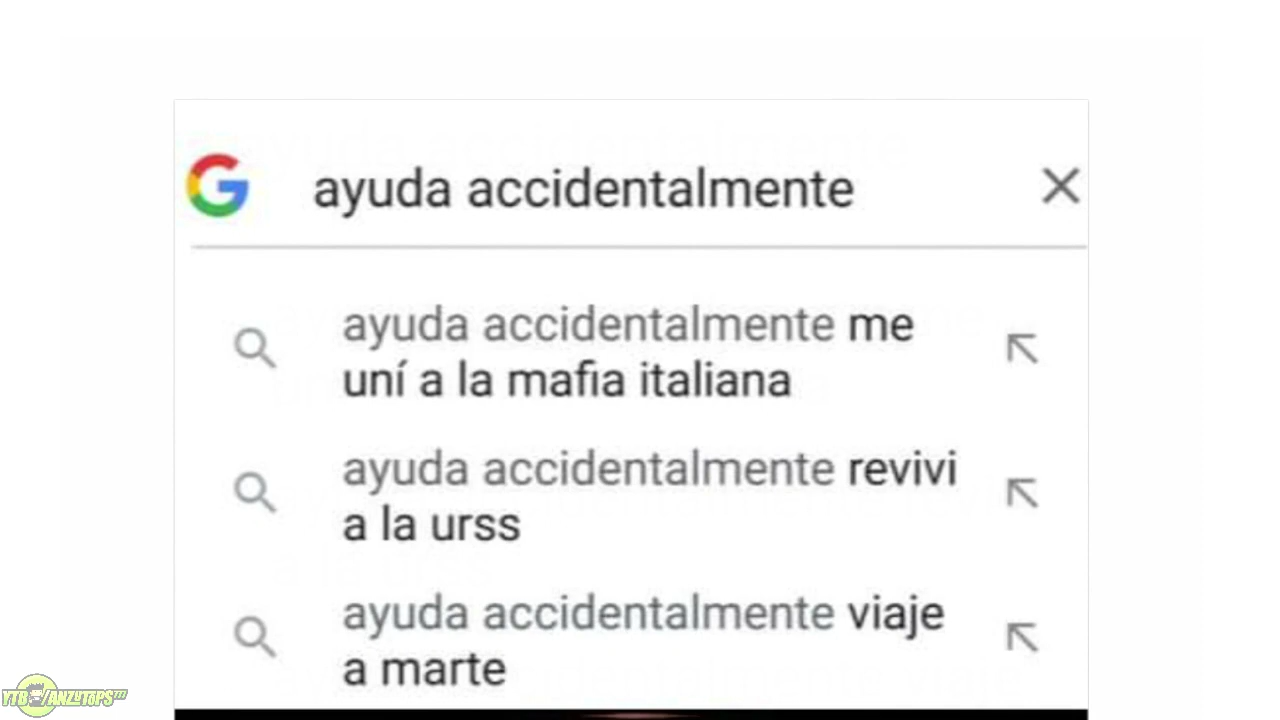 ayuda accidentalmente
ayuda accidentalmente me
uní a la mafia italiana
ayuda accidentalmente revivi
a la urss
ayuda accidentalmente viaje
a marte